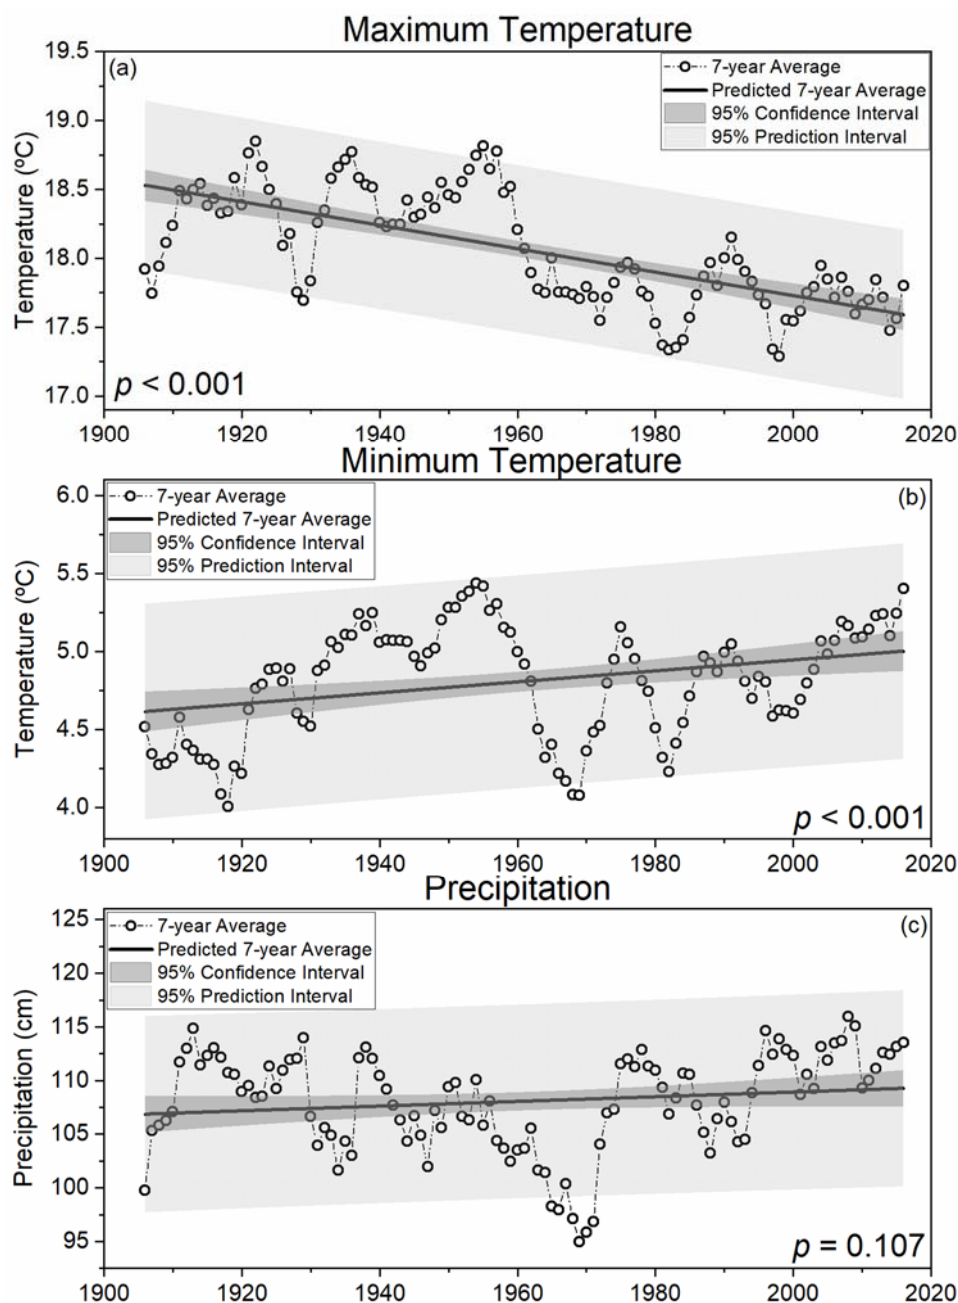 Maximum Temperature
(a)
7-year Average
Predicted 7-year Average
95% Confidence Interval
95% Prediction Interval
Temperature (ºC)
19.5
19.0
18.5
18.0
17.5
17.0
p < 0.001
1900 1920 1940 1960 1980 2000 2020
Minimum Temperature
(b)
7-year Average
Predicted 7-year Average
95% Confidence Interval
95% Prediction Interval
Temperature (ºC)
6.0
5.5
5.0
4.5
4.0
p < 0.001
1900 1920 1940 1960 1980 2000 2020
Precipitation
(c)
7-year Average
Predicted 7-year Average
95% Confidence Interval
95% Prediction Interval
Precipitation (cm)
125
120
115
110
105
100
95
p = 0.107
1900 1920 1940 1960 1980 2000 2020